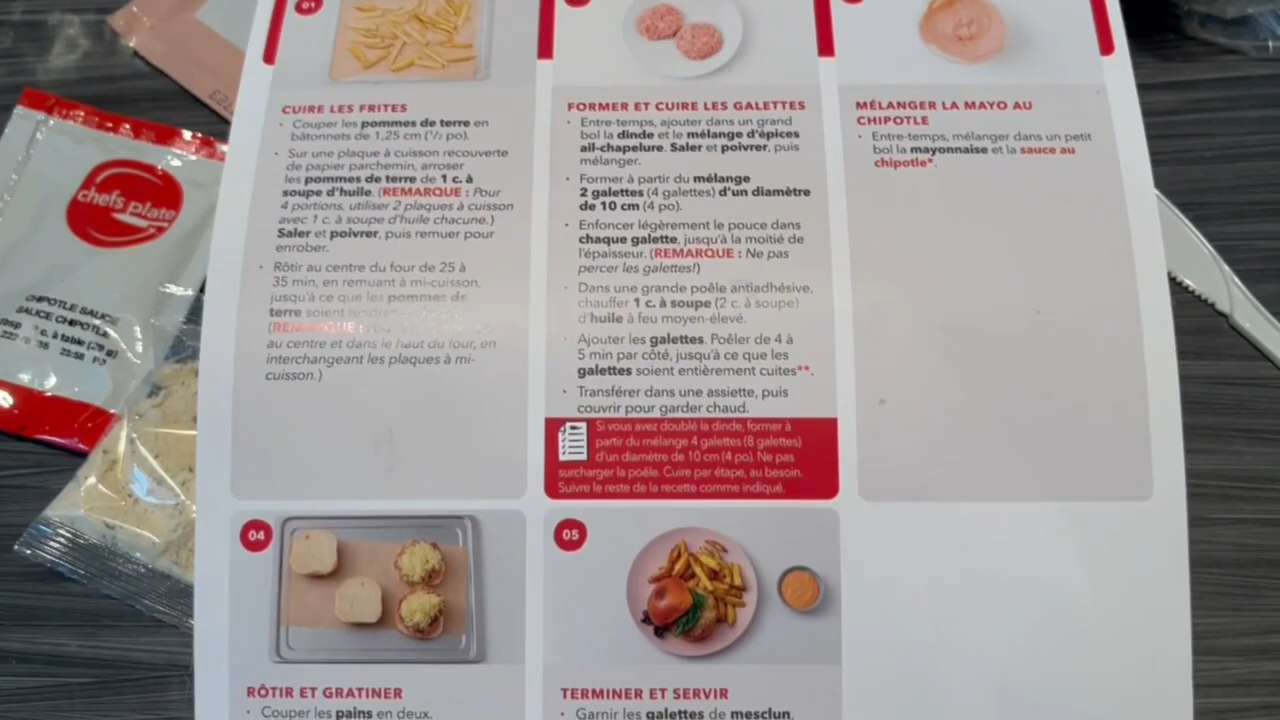 01
CUIRE LES FRITES
• Couper les pommes de terre en
bâtonnets de 1,25 cm (1/2 po).
• Sur une plaque à cuisson recouverte
de papier parchemin, arroser
les pommes de terre de 1 c. à
soupe d'huile. (REMARQUE : Pour
4 portions, utiliser 2 plaques à cuisson
avec 1 c. à soupe d'huile chacune.)
Saler et poivrer, puis remuer pour
enrober.
• Rôtir au centre du four de 25 à
35 min, en remuant à mi-cuisson,
jusqu'à ce que les pommes de
terre soient
(REMARQUE :
au centre et dans le haut du four, en
interchangeant les plaques à mi-
cuisson.)
FORMER ET CUIRE LES GALETTES
• Entre-temps, ajouter dans un grand
bol la dinde et le mélange d'épices
ail-chapelure. Saler et poivrer, puis
mélanger.
• Former à partir du mélange
2 galettes (4 galettes) d'un diamètre
de 10 cm (4 po).
• Enfoncer légèrement le pouce dans
chaque galette, jusqu'à la moitié de
l'épaisseur. (REMARQUE : Ne pas
percer les galettes!)
• Dans une grande poêle antiadhésive,
chauffer 1 c. à soupe (2 c. à soupe)
d'huile à feu moyen-élevé.
• Ajouter les galettes. Poêler de 4 à
5 min par côté, jusqu'à ce que les
galettes soient entièrement cuites**.
• Transférer dans une assiette, puis
couvrir pour garder chaud.
Si vous avez doublé la dinde, former à
partir du mélange 4 galettes (8 galettes)
d'un diamètre de 10 cm (4 po). Ne pas
surcharger la poêle. Cuire par étape, au besoin.
Suivre le reste de la recette comme indiqué.
MÉLANGER LA MAYO AU
CHIPOTLE
• Entre-temps, mélanger dans un petit
bol la mayonnaise et la sauce au
chipotle*.
04
RÔTIR ET GRATINER
• Couper les pains en deux.
05
TERMINER ET SERVIR
• Garnir les galettes de mesclun,
chefs plate
CHIPOTLE SAUCE
SAUCE CHIPOTLE
tbsp c. à table (29 g)
23:58